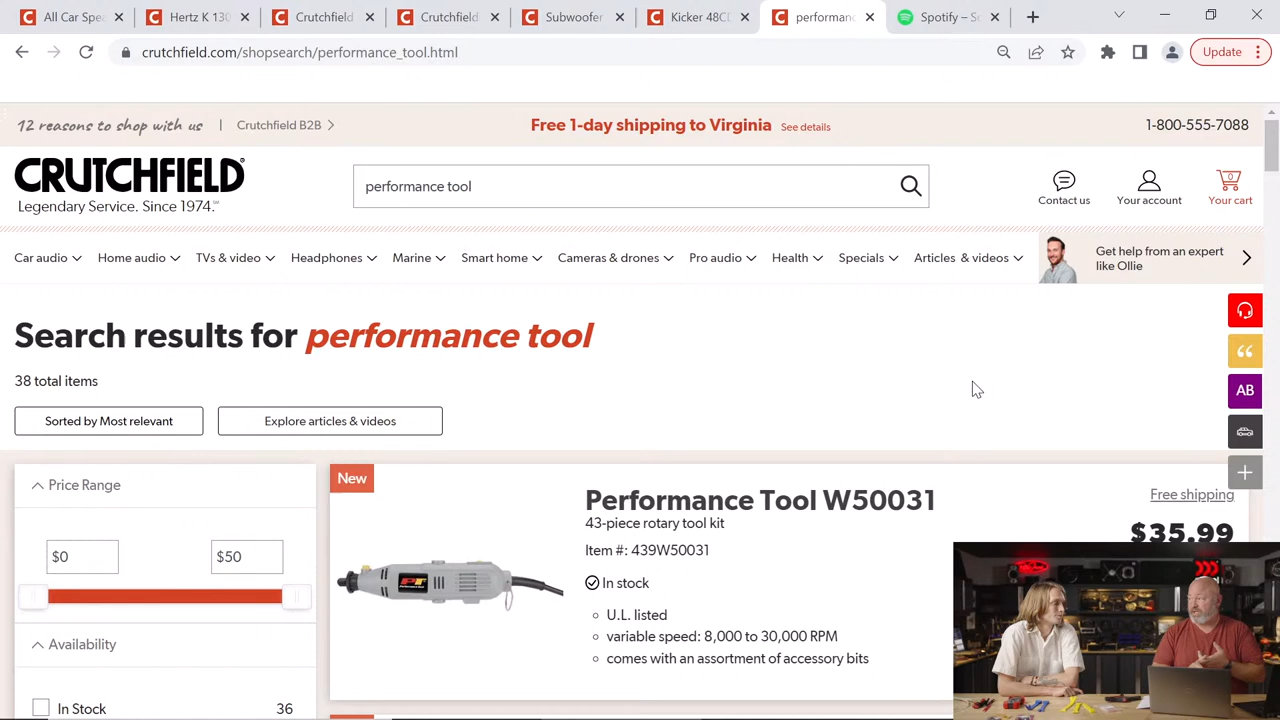 All Car Spe
Hertz K 130
Crutchfield
Crutchfield
Subwoofer
Kicker 48CD
performanc
Spotify – So
crutchfield.com/shopsearch/performance_tool.html
Update
12 reasons to shop with us
Crutchfield B2B
Free 1-day shipping to Virginia See details
1-800-555-7088
CRUTCHFIELD
Legendary Service. Since 1974.
performance tool
Contact us
Your account
0
Your cart
Car audio
Home audio
TVs & video
Headphones
Marine
Smart home
Cameras & drones
Pro audio
Health
Specials
Articles & videos
Get help from an expert
like Ollie
Search results for performance tool
38 total items
Sorted by Most relevant
Explore articles & videos
AB
Price Range
$0
$50
Availability
In Stock
36
New
Performance Tool W50031
43-piece rotary tool kit
Item #: 439W50031
In stock
U.L. listed
variable speed: 8,000 to 30,000 RPM
comes with an assortment of accessory bits
Free shipping
$35.99
PT